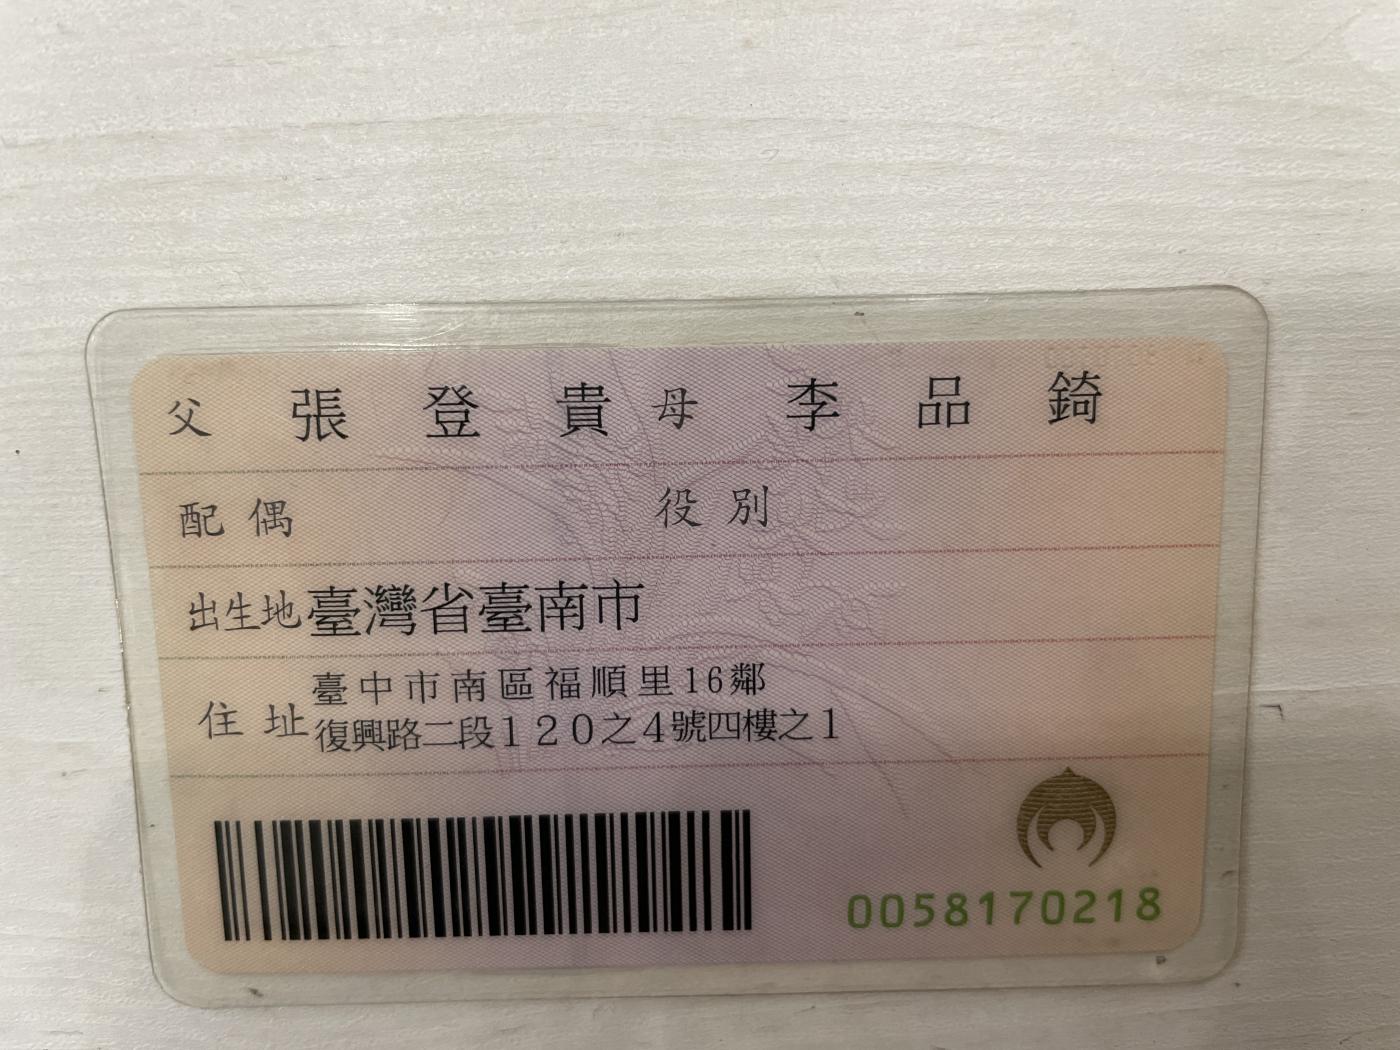 父 張登貴 母 李品錡
配偶 役別
出生地 臺灣省臺南市
住址 臺中市南區福順里16鄰
復興路二段120之4號四樓之1
0058170218